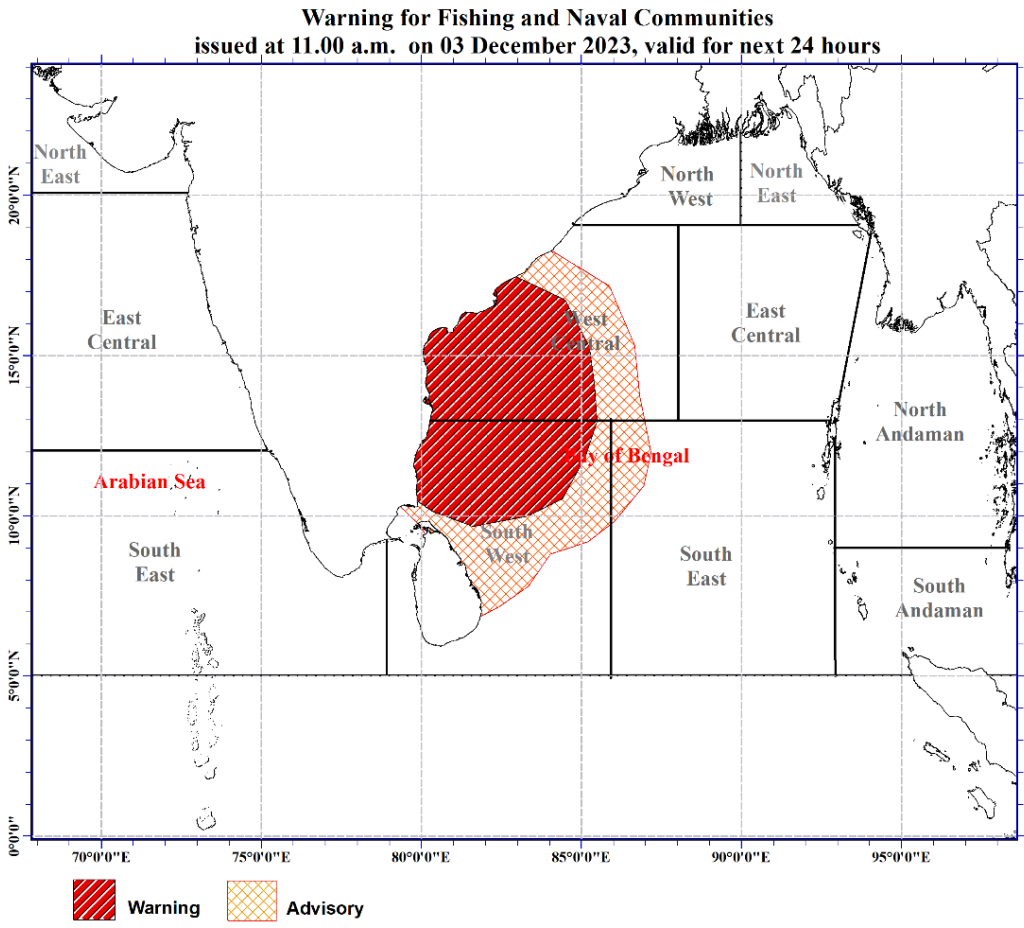 Warning for Fishing and Naval Communities
issued at 11.00 a.m. on 03 December 2023, valid for next 24 hours
North
East
North
West
North
East
20°0'0"N
East
Central
West
Central
East
Central
15°0'0"N
North
Andaman
Arabian Sea
Bay of Bengal
10°0'0"N
South
East
South
West
South
East
South
Andaman
5°0'0"N
0°0'0"
70°0'0"E
75°0'0"E
80°0'0"E
85°0'0"E
90°0'0"E
95°0'0"E
Warning
Advisory